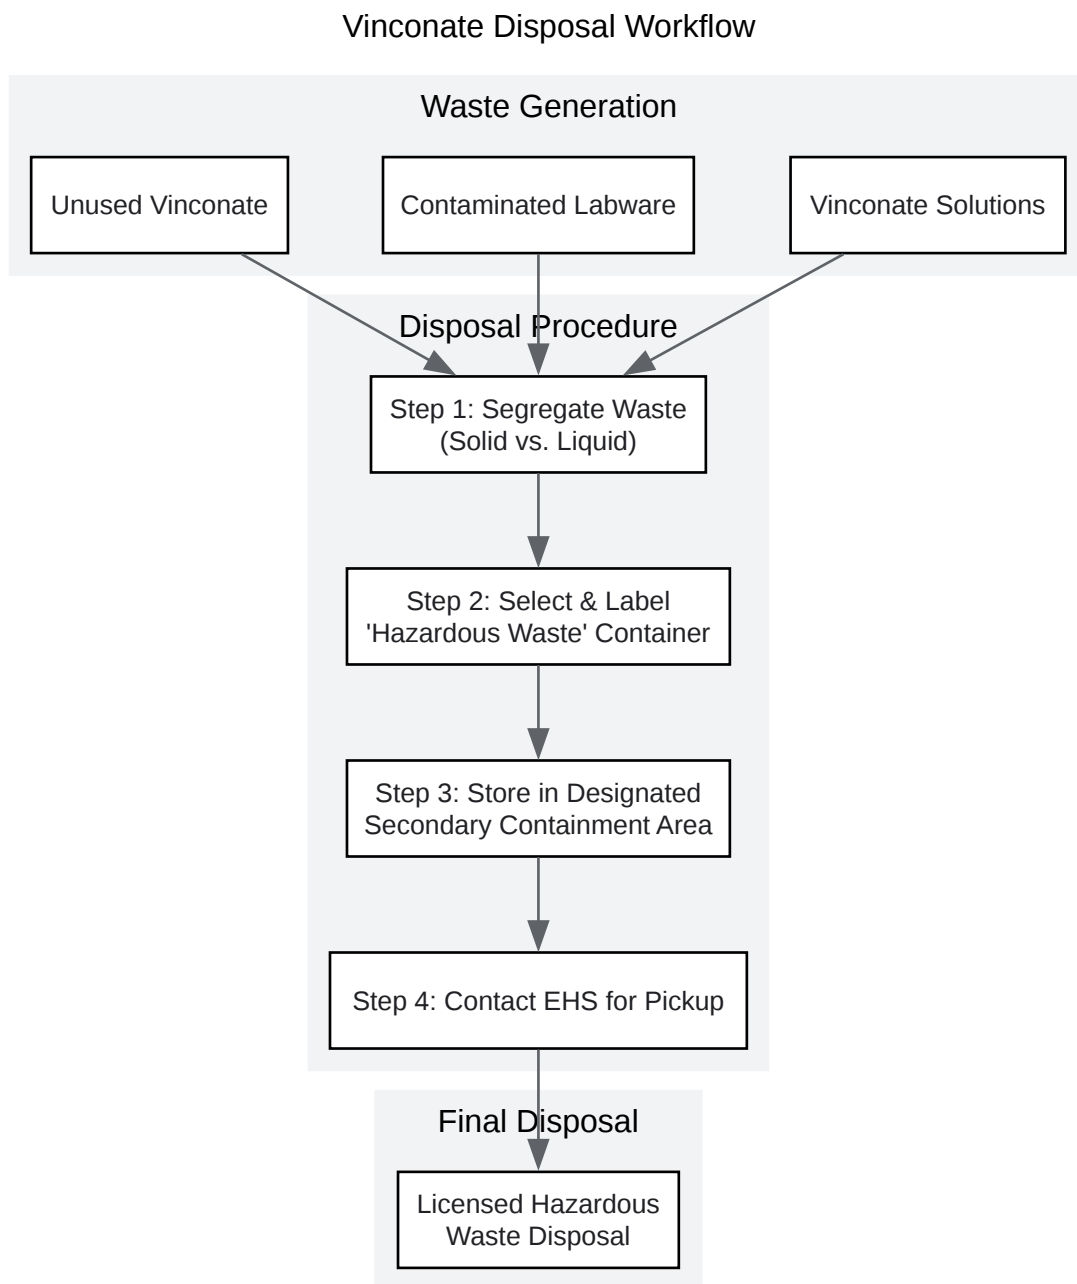 Vinconate Disposal Workflow
Waste Generation
Unused Vinconate
Contaminated Labware
Vinconate Solutions
Disposal Procedure
Step 1: Segregate Waste
(Solid vs. Liquid)
Step 2: Select & Label
'Hazardous Waste' Container
Step 3: Store in Designated
Secondary Containment Area
Step 4: Contact EHS for Pickup
Final Disposal
Licensed Hazardous
Waste Disposal